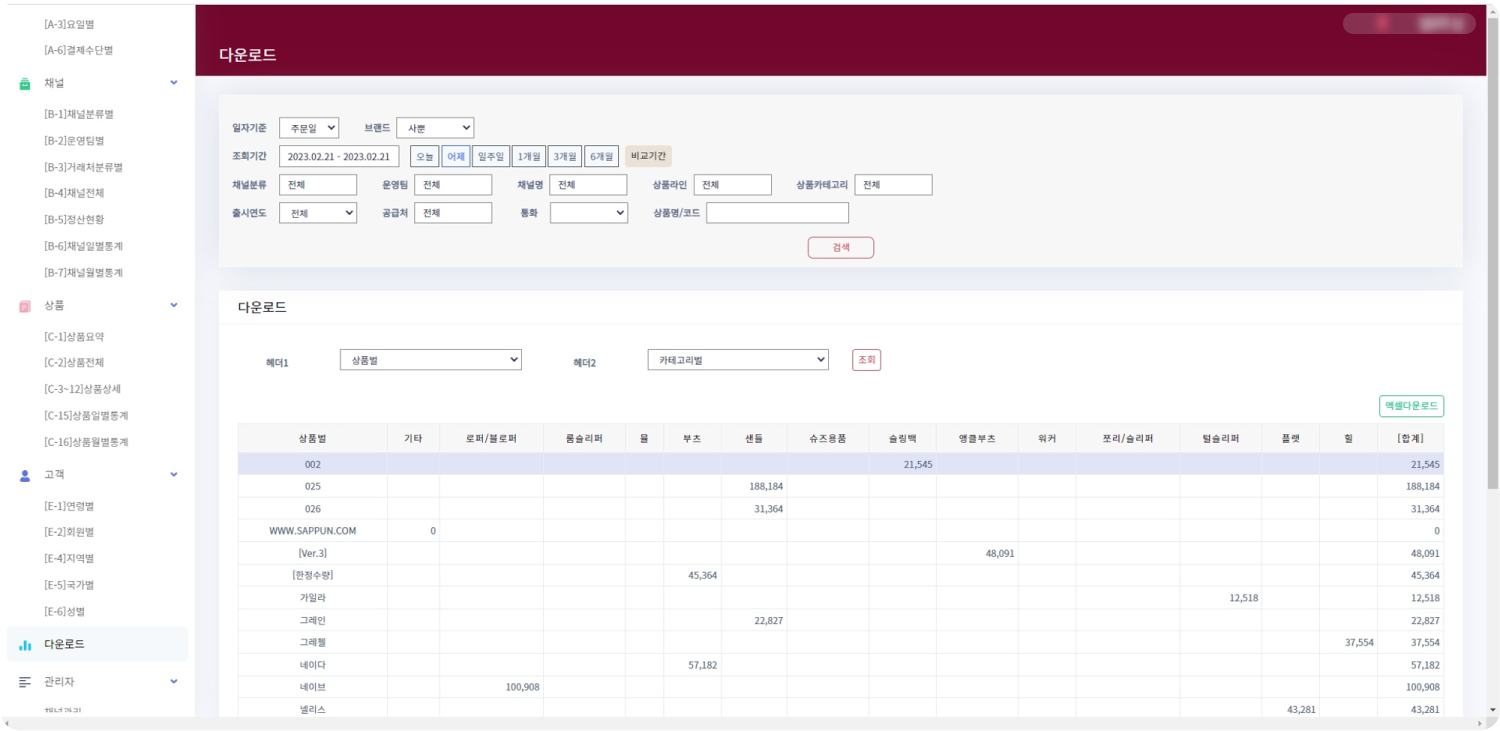 [A-3]요일별
[A-6]결제수단별
채널
[B-1]채널분류별
[B-2]운영팀별
[B-3]거래처분류별
[B-4]채널전체
[B-5]정산현황
[B-6]채널일별통계
[B-7]채널월별통계
상품
[C-1]상품요약
[C-2]상품전체
[C-3~12]상품상세
[C-15]상품일별통계
[C-16]상품월별통계
고객
[E-1]연령별
[E-2]회원별
[E-4]지역별
[E-5]국가별
[E-6]성별
다운로드
관리자
채널관리
다운로드
일자기준 주문일 브랜드 사뿐
조회기간 2023.02.21 - 2023.02.21 오늘 어제 일주일 1개월 3개월 6개월 비교기간
채널분류 전체 운영팀 전체 채널명 전체 상품라인 전체 상품카테고리 전체
출시연도 전체 공급처 전체 통화 상품명/코드
검색
다운로드
헤더1 상품별 헤더2 카테고리별 조회
엑셀다운로드
상품별 기타 로퍼/블로퍼 룸슬리퍼 뮬 부츠 샌들 슈즈용품 슬링백 앵클부츠 워커 쪼리/슬리퍼 털슬리퍼 플랫 힐 [합계]
002 21,545 21,545
025 188,184 188,184
026 31,364 31,364
WWW.SAPPUN.COM 0 0
[Ver.3] 48,091 48,091
[한정수량] 45,364 45,364
가일라 12,518 12,518
그레인 22,827 22,827
그레젤 37,554 37,554
네이다 57,182 57,182
네이브 100,908 100,908
넬리스 43,281 43,281